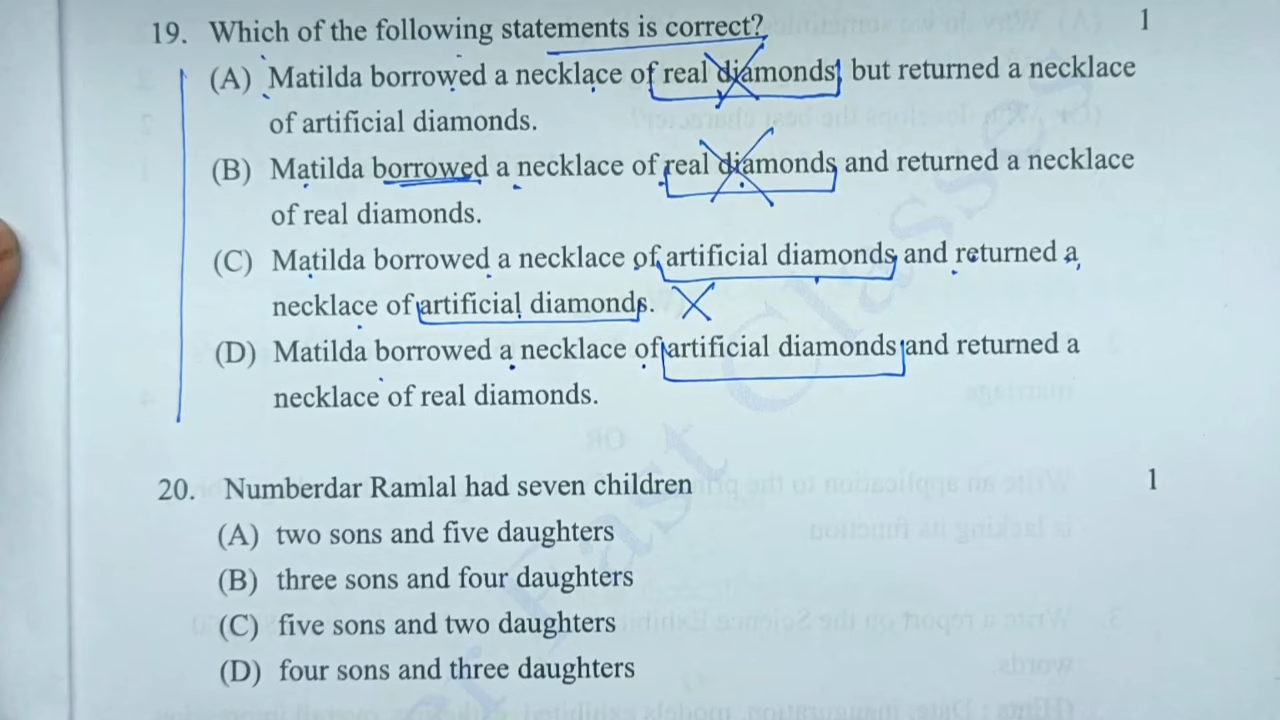 19. Which of the following statements is correct? 1
(A) Matilda borrowed a necklace of real diamonds, but returned a necklace
of artificial diamonds.
(B) Matilda borrowed a necklace of real diamonds and returned a necklace
of real diamonds.
(C) Matilda borrowed a necklace of artificial diamonds and returned a
necklace of artificial diamonds.
(D) Matilda borrowed a necklace of artificial diamonds and returned a
necklace of real diamonds.
20. Numberdar Ramlal had seven children 1
(A) two sons and five daughters
(B) three sons and four daughters
(C) five sons and two daughters
(D) four sons and three daughters
Fast Classes